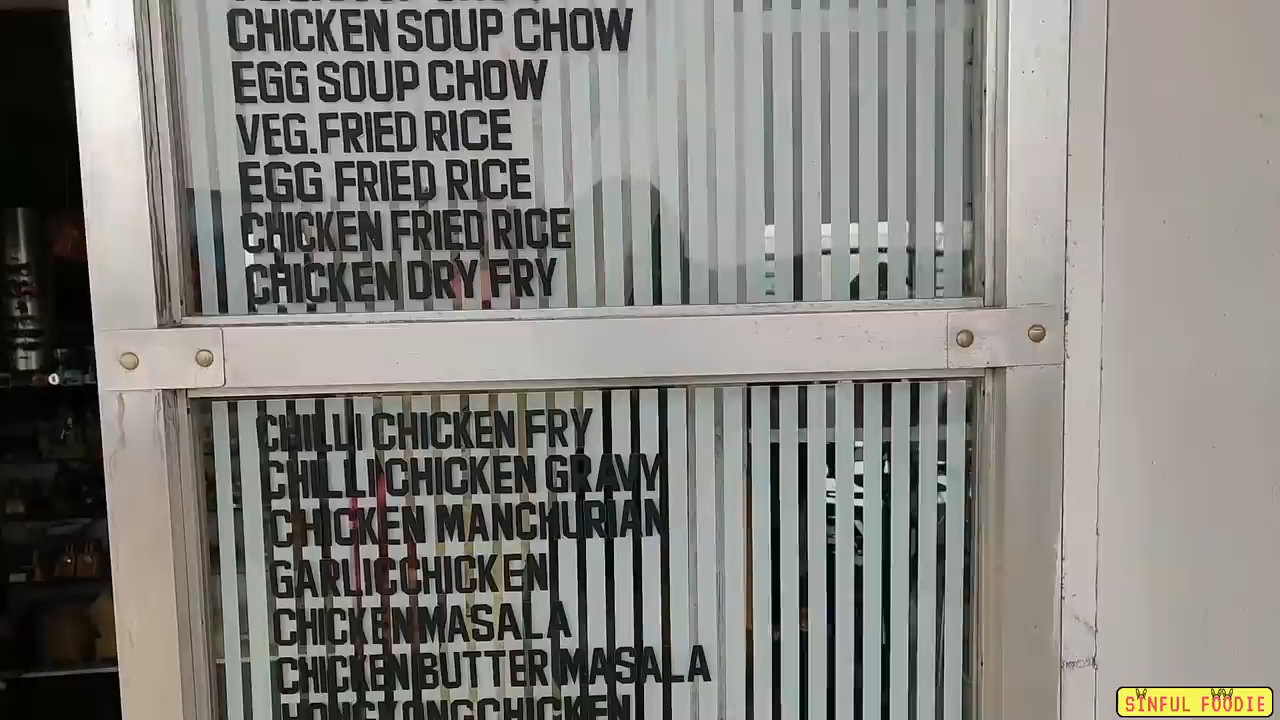 CHICKEN SOUP CHOW
EGG SOUP CHOW
VEG.FRIED RICE
EGG FRIED RICE
CHICKEN FRIED RICE
CHICKEN DRY FRY
CHILLI CHICKEN FRY
CHILLI CHICKEN GRAVY
CHICKEN MANCHURIAN
GARLIC CHICKEN
CHICKEN MASALA
CHICKEN BUTTER MASALA
HONGKONG CHICKEN
SINFUL FOODIE